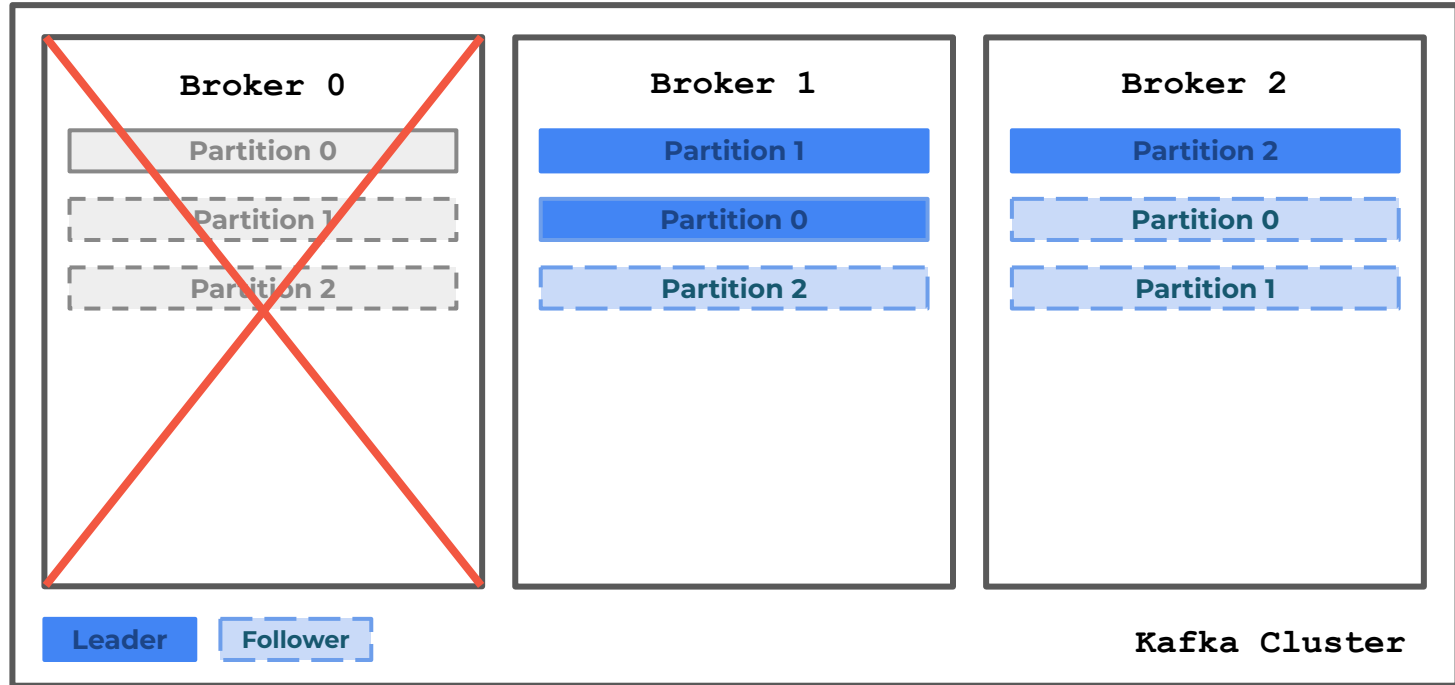 Broker 0
Partition 0
Partition 1
Partition 2
Broker 1
Partition 1
Partition 0
Partition 2
Broker 2
Partition 2
Partition 0
Partition 1
Leader
Follower
Kafka Cluster